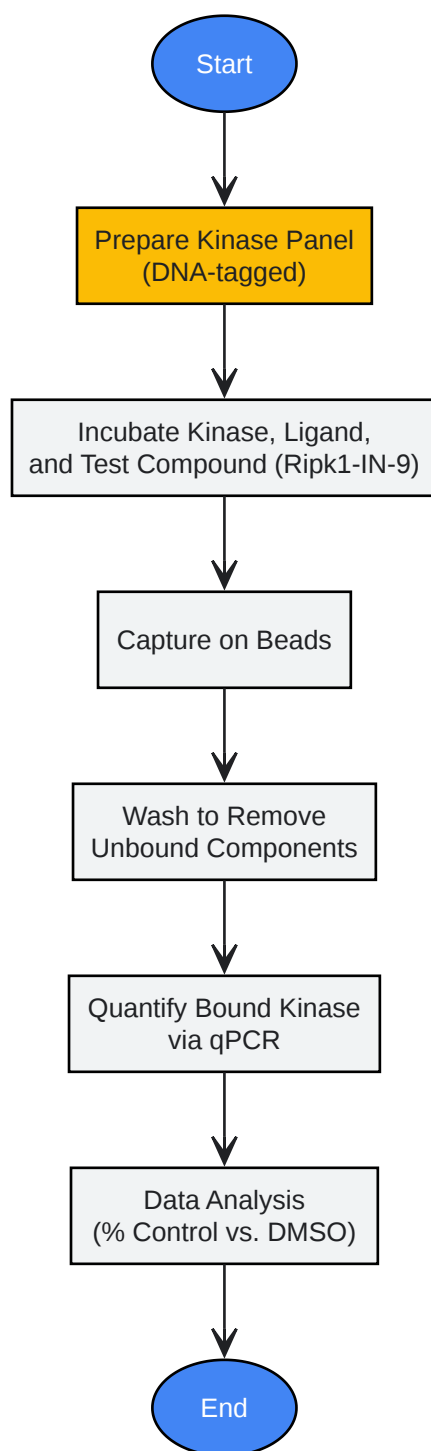 Start
Prepare Kinase Panel
(DNA-tagged)
Incubate Kinase, Ligand,
and Test Compound (Ripk1-IN-9)
Capture on Beads
Wash to Remove
Unbound Components
Quantify Bound Kinase
via qPCR
Data Analysis
(% Control vs. DMSO)
End